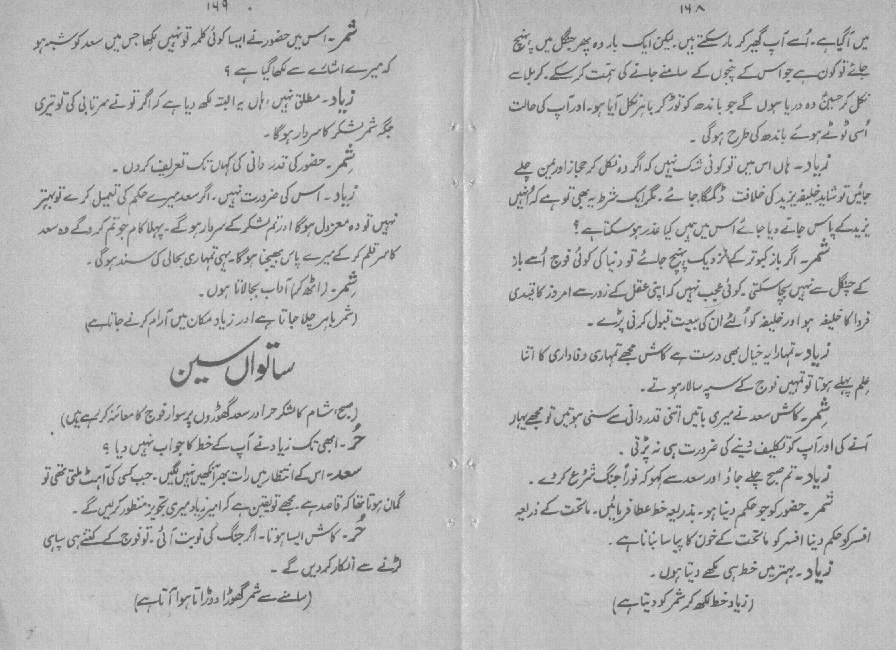 ۱۶۸
میں آگیا ہے۔ اُسے آپ گھیر کر مار سکتے ہیں۔ لیکن ایک بار وہ پھر جنگل میں پہنچ
جائے تو کون ہے جو اس کے پنجوں کے سامنے جانے کی ہمت کر سکے۔ کربلا سے
نکل کر حسینؑ وہ دریا ہوں گے جو باندھ کو توڑ کر باہر نکل آیا ہو۔ اور آپ کی حالت
اُسی ٹوٹے ہوئے باندھ کی طرح ہوگی ۔
زیاد۔ ہاں اس میں تو کوئی شک نہیں کہ اگر وہ نکل کر حجاز اور یمن چلے
جائیں تو شاید خلیفہ یزید کی خلافت ڈگمگا جائے ۔ مگر ایک شرط یہ بھی تو ہے کہ اُنہیں
یزید کے پاس جانے دیا جائے اس میں ہمیں کیا عذر ہو سکتا ہے ؟
شمر۔ اگر باز کبوتر کے نزدیک پہنچ جائے تو دنیا کی کوئی فوج اُسے باز
کے چنگل سے نہیں بچا سکتی ۔ کوئی عجب نہیں کہ اپنی عقل کے زور سے امروز کا قیدی
فردا کا خلیفہ ہو اور خلیفہ کو اُلٹے ان کی بیعت قبول کرنی پڑے ۔
زیاد۔ تمہارا یہ خیال بھی درست ہے کاش مجھے تمہاری وفاداری کا اتنا
علم پہلے ہوتا تو تمہیں فوج کے سپہ سالار ہوتے ۔
شمر۔ کاش سعد نے میری باتیں اتنی قدردانی سے سنی ہوتیں تو مجھے یہاں
آنے کی اور آپ کو تکلیف دینے کی ضرورت ہی نہ پڑتی ۔
زیاد۔ تم صبح چلے جاؤ اور سعد سے کہو کہ فوراً جنگ شروع کر دے ۔
شمر۔ حضور کو جو حکم دینا ہو۔ بذریعہ خط عطا فرمائیں۔ ماتحت کے ذریعہ
افسر کو حکم دینا افسر کو ماتحت کے خون کا پیاسا بنانا ہے ۔
زیاد۔ بہتر میں خط ہی لکھے دیتا ہوں ۔
(زیاد خط لکھ کر شمر کو دیتا ہے)
۱۶۹
شمر۔ اس میں حضور نے ایسا کوئی کلمہ تو نہیں لکھا جس میں سعد کو شبہ ہو
کہ میرے اشارے سے لکھا گیا ہے ؟
زیاد۔ مطلق نہیں ہاں یہ البتہ لکھ دیا ہے کہ اگر تو نے سرتابی کی تو تیری
جگہ شمر لشکر کا سردار ہوگا ۔
شمر۔ حضور کی قدردانی کی کہاں تک تعریف کروں ۔
زیاد۔ اس کی ضرورت نہیں۔ اگر سعد میرے حکم کی تعمیل کرے تو بہتر
نہیں تو وہ معزول ہوگا اور تم لشکر کے سردار ہو گے ۔ پہلا کام جو تم کرو گے وہ سعد
کا سر قلم کر کے میرے پاس بھیجنا ہوگا۔ یہی تمہاری بحالی کی سند ہوگی ۔
شمر۔ (اٹھ کر) آداب بجا لاتا ہوں ۔
(شمر باہر چلا جاتا ہے اور زیاد مکان میں آرام کرنے جاتا ہے)
ساتواں سین
(صبح شام کا لشکر حر اور سعد گھوڑوں پر سوار فوج کا معائنہ کر رہے ہیں)
حُر۔ ابھی تک زیاد نے آپ کے خط کا جواب نہیں دیا ؟
سعد۔ اس کے انتظار میں رات بھر آنکھیں نہیں لگیں۔ جب کسی کی آہٹ ملتی تھی تو
گمان ہوتا تھا کہ قاصد ہے۔ مجھے تو یقین ہے کہ امیر زیاد میری تجویز منظور کر لیں گے ۔
حُر۔ کاش ایسا ہوتا۔ اگر جنگ کی نوبت آئی۔ تو فوج کے کتنے ہی سپاہی
لڑنے سے انکار کر دیں گے ۔
(سامنے سے شمر گھوڑا دوڑاتا ہوا آتا ہے)